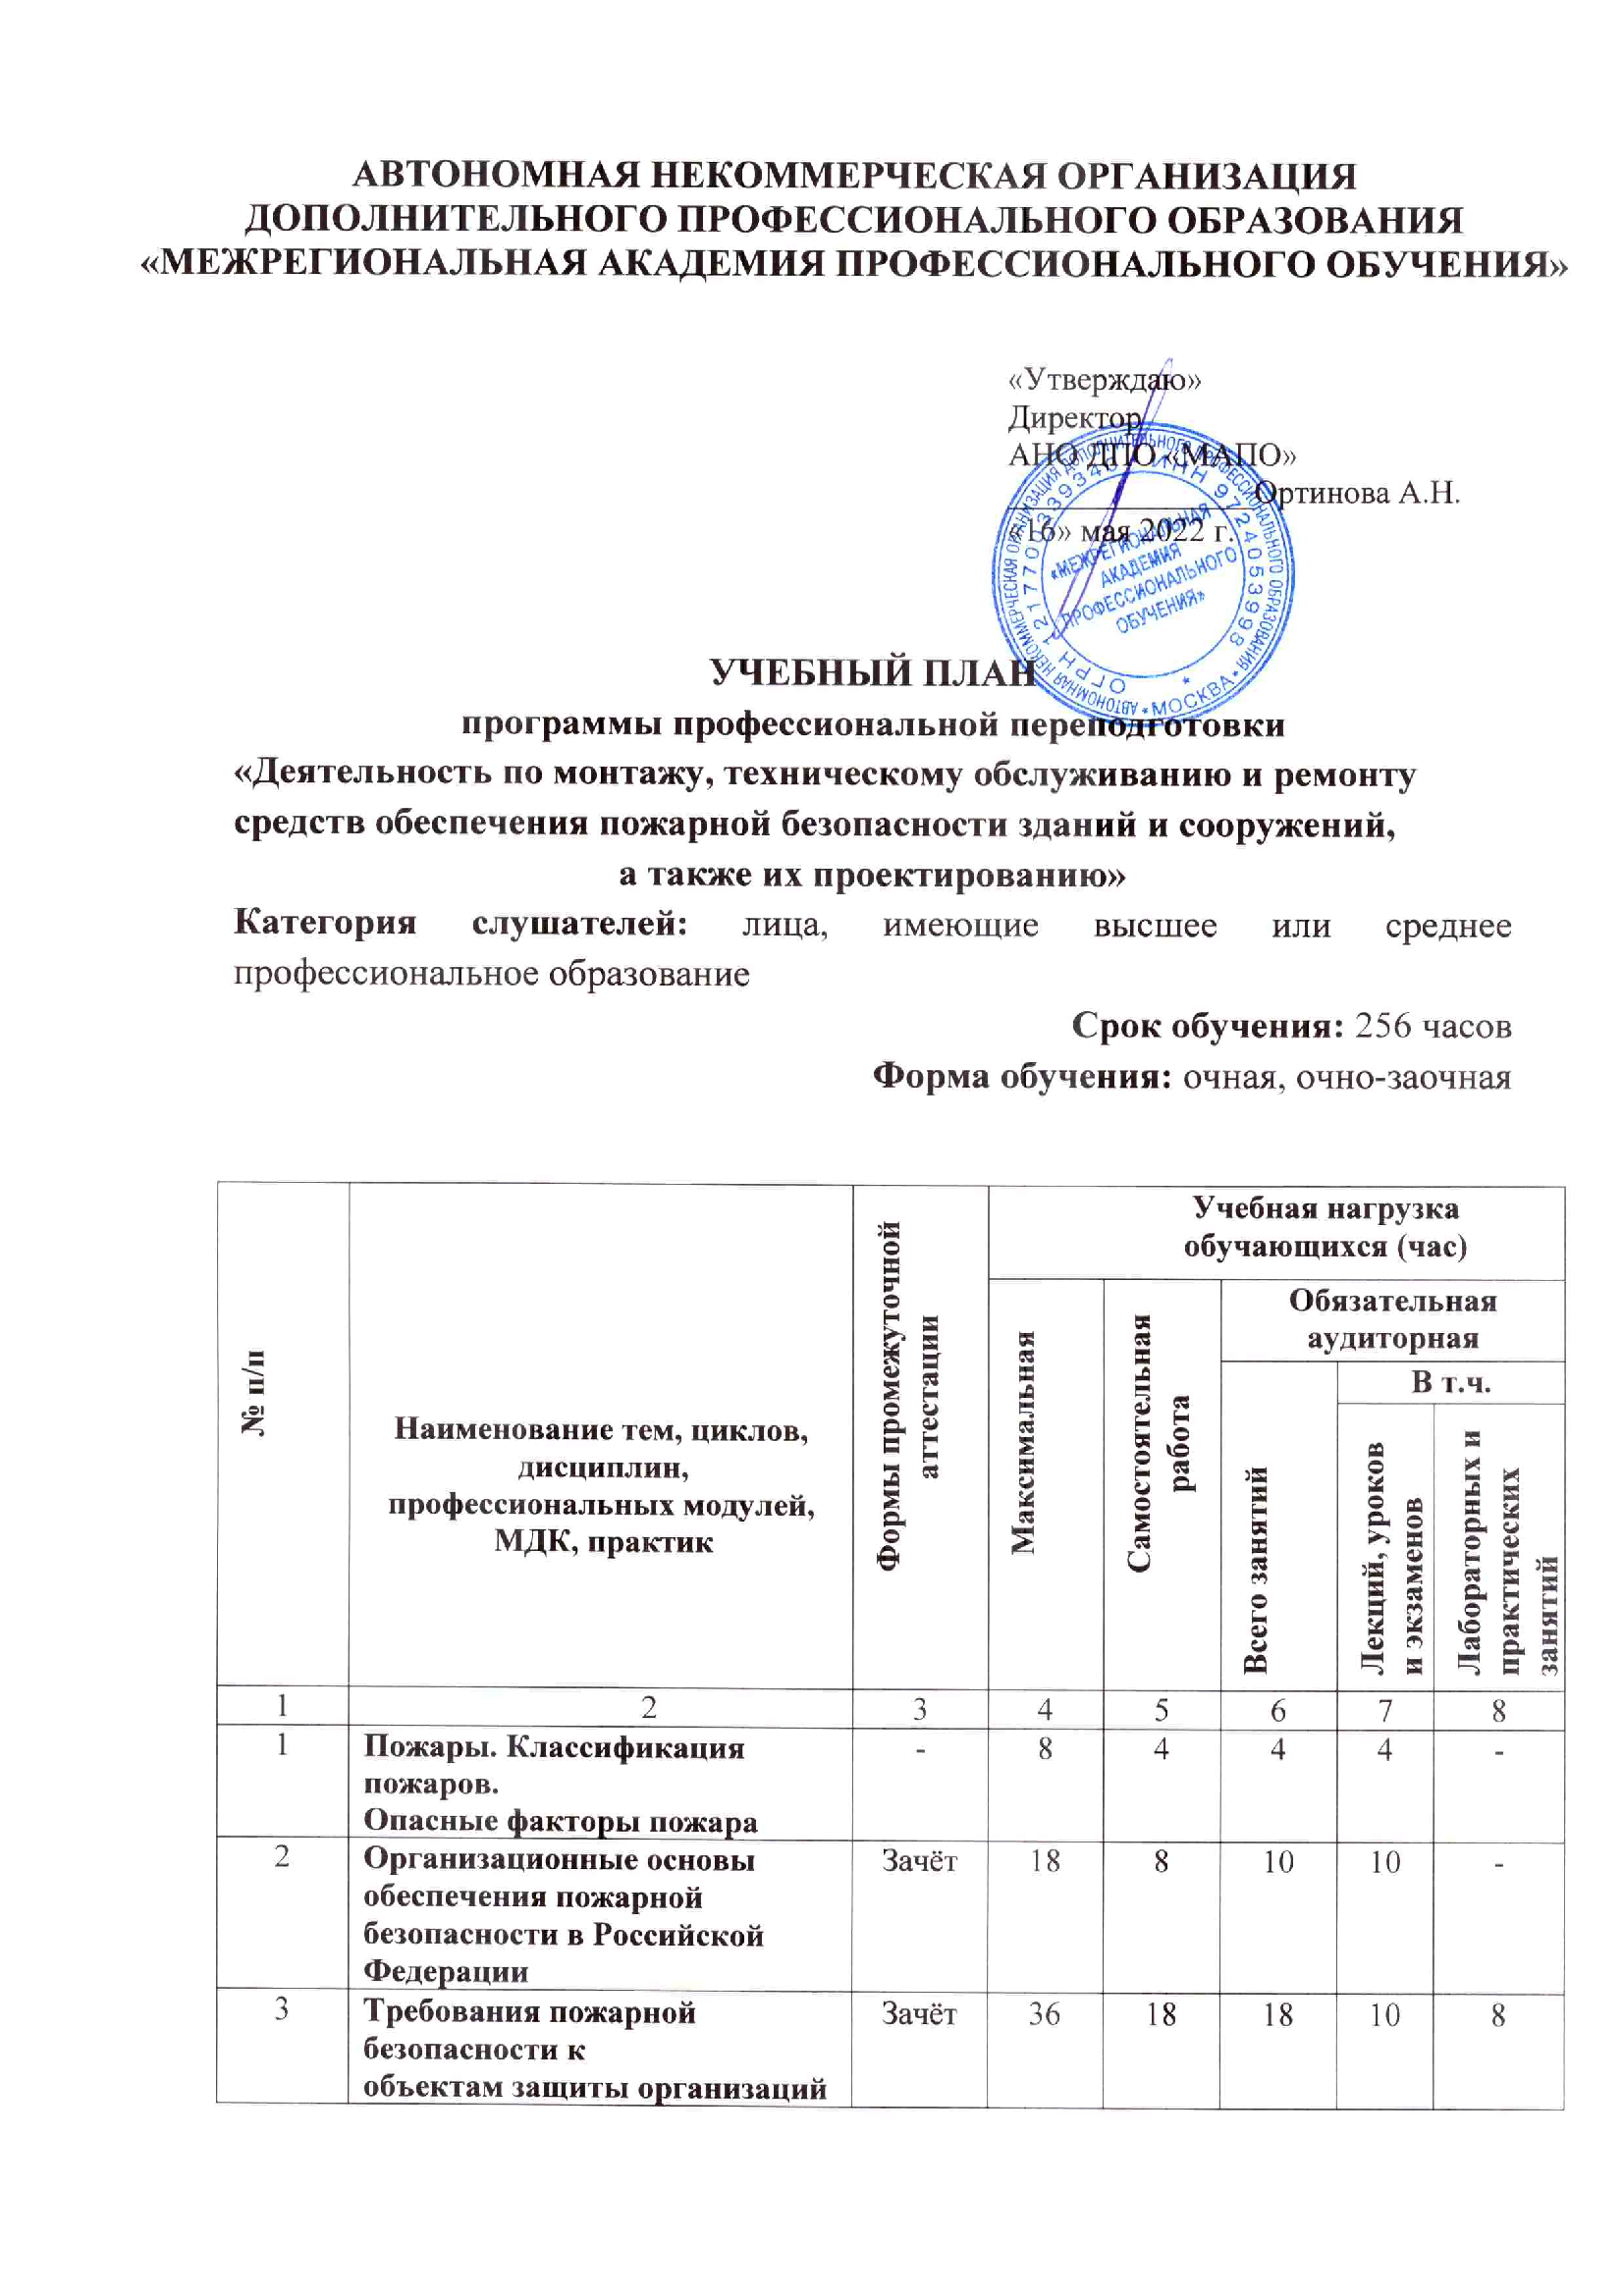 АВТОНОМНАЯ НЕКОММЕРЧЕСКАЯ ОРГАНИЗАЦИЯ
ДОПОЛНИТЕЛЬНОГО ПРОФЕССИОНАЛЬНОГО ОБРАЗОВАНИЯ
«МЕЖРЕГИОНАЛЬНАЯ АКАДЕМИЯ ПРОФЕССИОНАЛЬНОГО ОБУЧЕНИЯ»
«Утверждаю»
Директор
АНО ДПО «МАПО»
Ортинова А.Н.
«16» мая 2022 г.
АВТОНОМНАЯ НЕКОММЕРЧЕСКАЯ ОРГАНИЗАЦИЯ ДОПОЛНИТЕЛЬНОГО ПРОФЕССИОНАЛЬНОГО ОБРАЗОВАНИЯ
* МОСКВА *
ОГРН 1217700339340
ИНН 9724053998
«МЕЖРЕГИОНАЛЬНАЯ
АКАДЕМИЯ
ПРОФЕССИОНАЛЬНОГО
ОБУЧЕНИЯ»
УЧЕБНЫЙ ПЛАН
программы профессиональной переподготовки
«Деятельность по монтажу, техническому обслуживанию и ремонту
средств обеспечения пожарной безопасности зданий и сооружений,
а также их проектированию»
Категория слушателей: лица, имеющие высшее или среднее
профессиональное образование
Срок обучения: 256 часов
Форма обучения: очная, очно-заочная
№ п/п
Наименование тем, циклов,
дисциплин,
профессиональных модулей,
МДК, практик
Формы промежуточной
аттестации
Учебная нагрузка
обучающихся (час)
Максимальная
Самостоятельная
работа
Обязательная
аудиторная
Всего занятий
В т.ч.
Лекций, уроков
и экзаменов
Лабораторных и
практических
занятий
1 2 3 4 5 6 7 8
1 Пожары. Классификация - 8 4 4 4 -
пожаров.
Опасные факторы пожара
2 Организационные основы Зачёт 18 8 10 10 -
обеспечения пожарной
безопасности в Российской
Федерации
3 Требования пожарной Зачёт 36 18 18 10 8
безопасности к
объектам защиты организаций